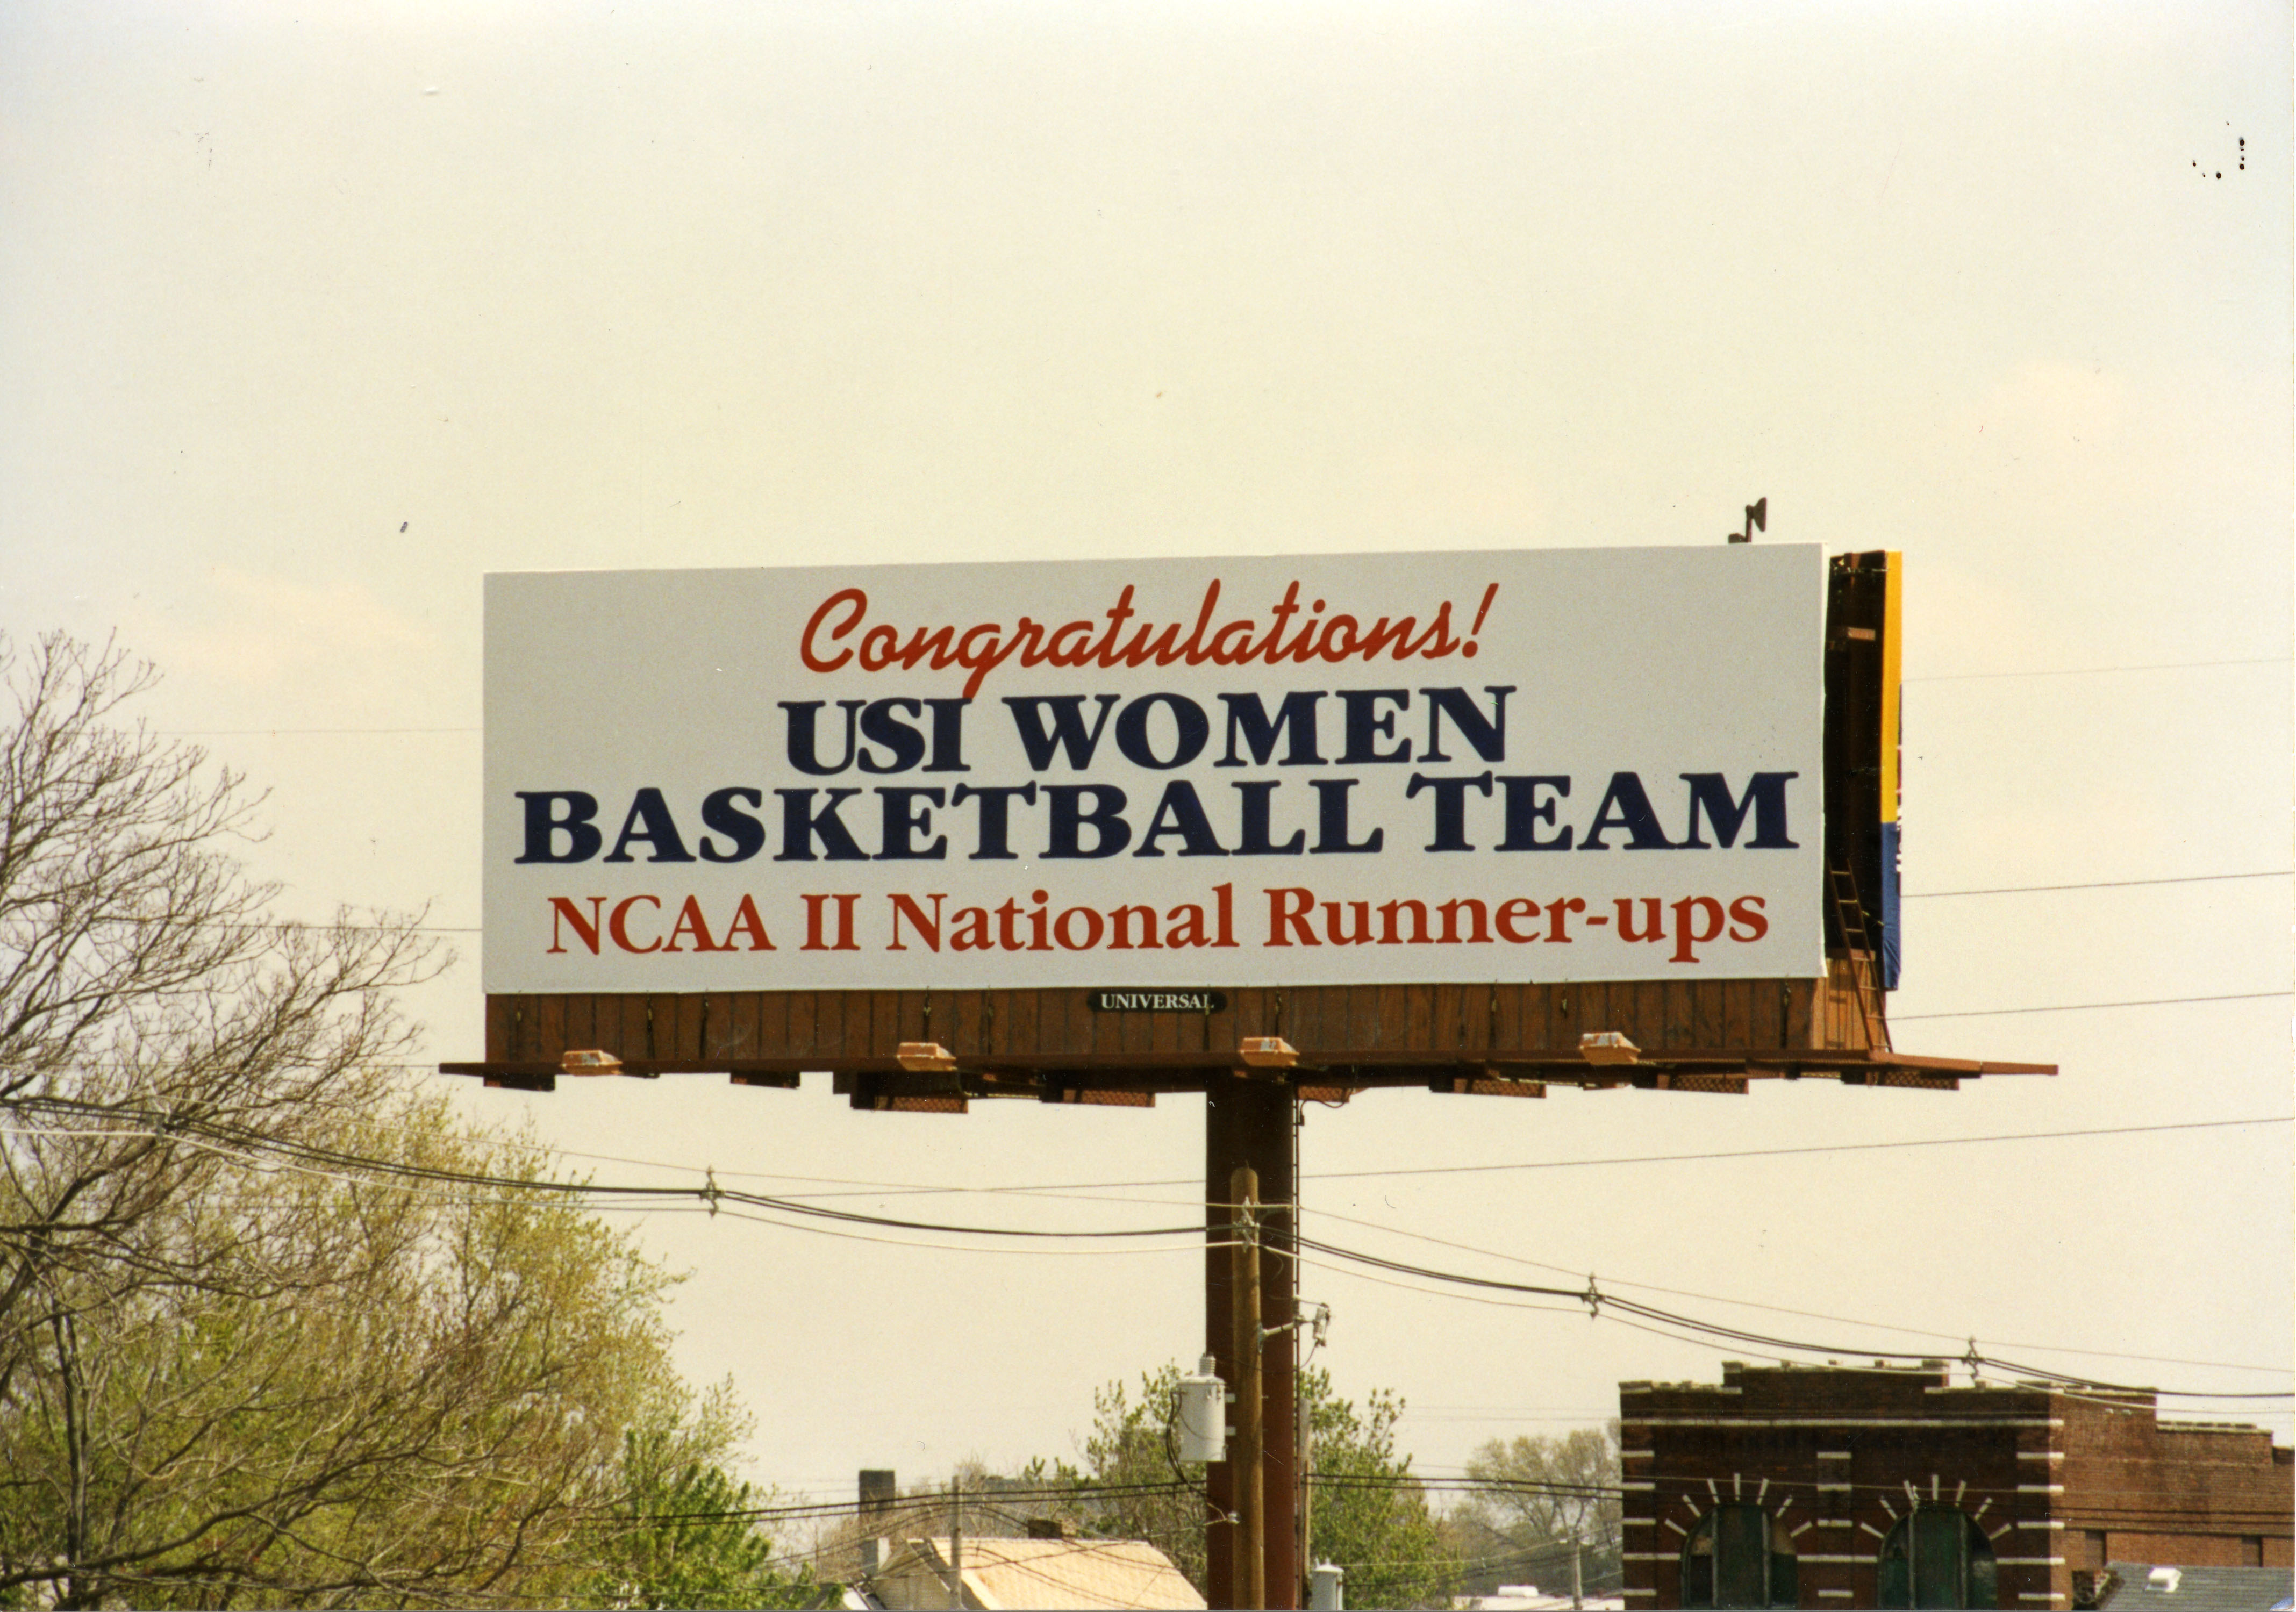 Congratulations!
USI WOMEN
BASKETBALL TEAM
NCAA II National Runner-ups
UNIVERSAL